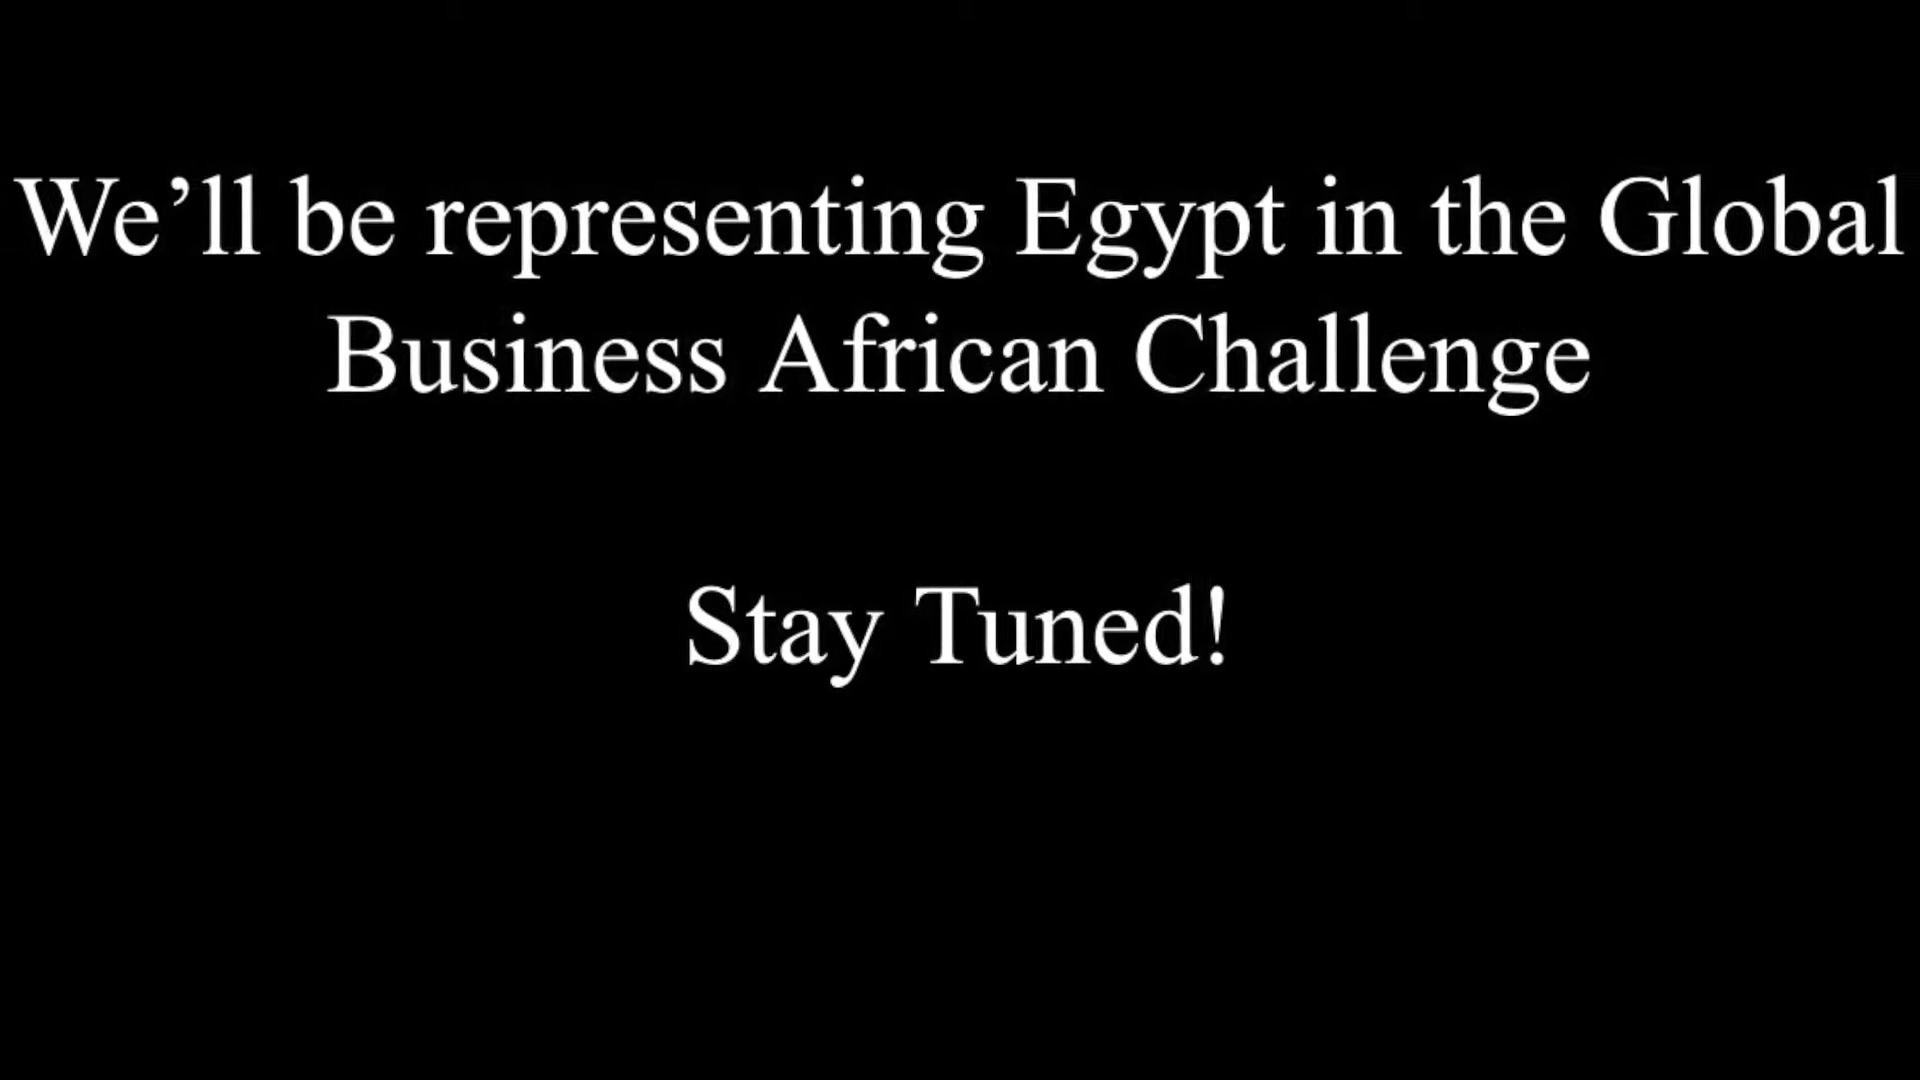 We’ll be representing Egypt in the Global
Business African Challenge
Stay Tuned!